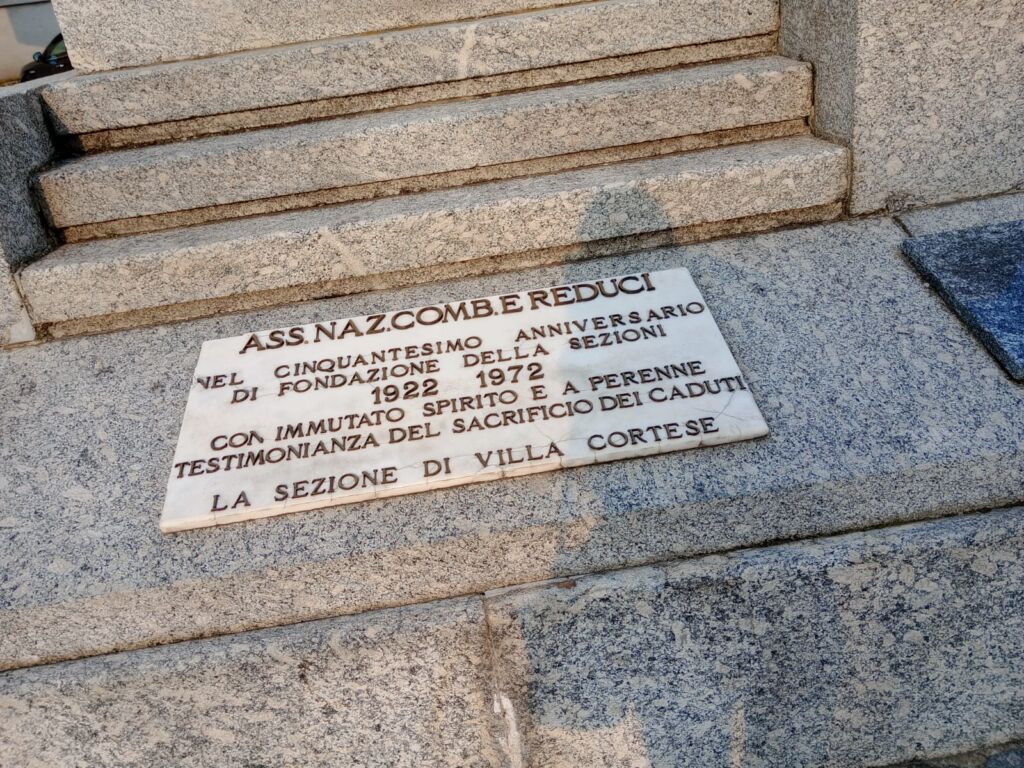 ASS. NAZ. COMB. E REDUCI
NEL CINQUANTESIMO ANNIVERSARIO
DI FONDAZIONE DELLA SEZIONI
1922 1972
CON IMMUTATO SPIRITO E A PERENNE
TESTIMONIANZA DEL SACRIFICIO DEI CADUTI
LA SEZIONE DI VILLA CORTESE